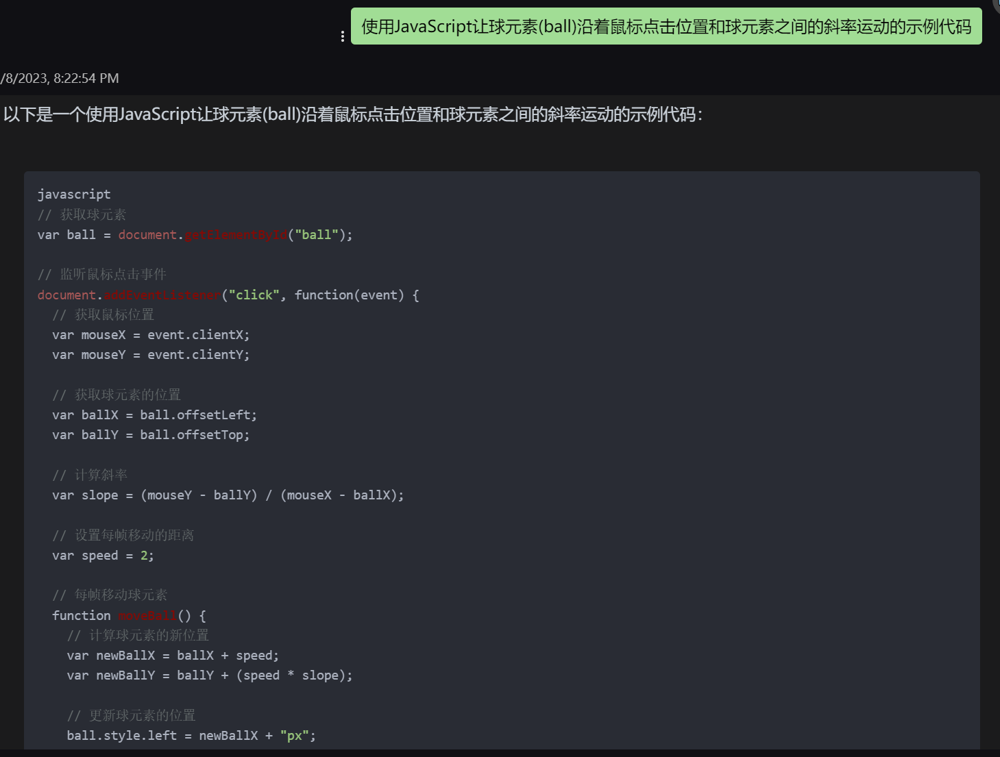 使用JavaScript让球元素(ball)沿着鼠标点击位置和球元素之间的斜率运动的示例代码
/8/2023, 8:22:54 PM
以下是一个使用JavaScript让球元素(ball)沿着鼠标点击位置和球元素之间的斜率运动的示例代码：
javascript
// 获取球元素
var ball = document.getElementById("ball");
// 监听鼠标点击事件
document.addEventListener("click", function(event) {
// 获取鼠标位置
var mouseX = event.clientX;
var mouseY = event.clientY;
// 获取球元素的位置
var ballX = ball.offsetLeft;
var ballY = ball.offsetTop;
// 计算斜率
var slope = (mouseY - ballY) / (mouseX - ballX);
// 设置每帧移动的距离
var speed = 2;
// 每帧移动球元素
function moveBall() {
// 计算球元素的新位置
var newBallX = ballX + speed;
var newBallY = ballY + (speed * slope);
// 更新球元素的位置
ball.style.left = newBallX + "px";